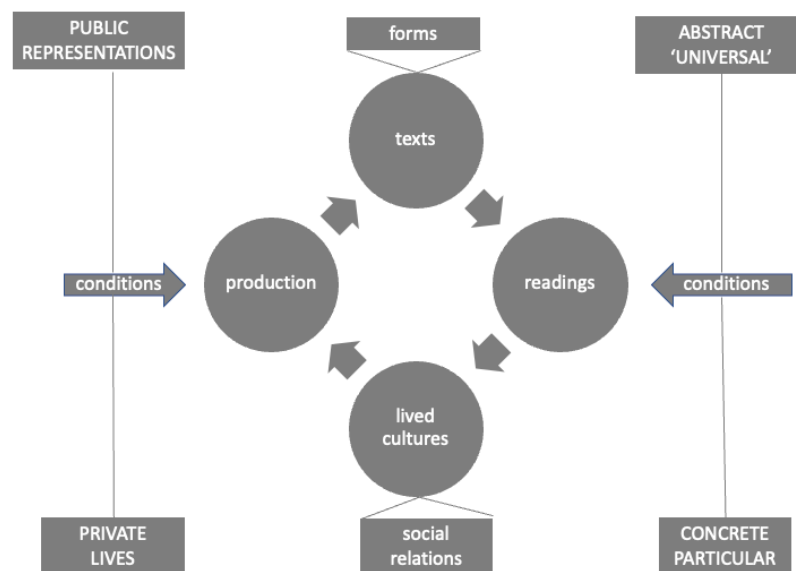 PUBLIC
REPRESENTATIONS
forms
ABSTRACT
‘UNIVERSAL’
texts
conditions
production
readings
conditions
lived
cultures
PRIVATE
LIVES
social
relations
CONCRETE
PARTICULAR